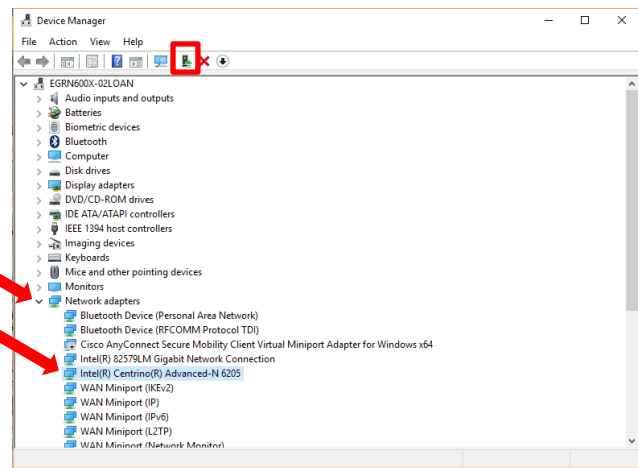 Device Manager
File Action View Help
EGRN600X-02LOAN
Audio inputs and outputs
Batteries
Biometric devices
Bluetooth
Computer
Disk drives
Display adapters
DVD/CD-ROM drives
IDE ATA/ATAPI controllers
IEEE 1394 host controllers
Imaging devices
Keyboards
Mice and other pointing devices
Monitors
Network adapters
Bluetooth Device (Personal Area Network)
Bluetooth Device (RFCOMM Protocol TDI)
Cisco AnyConnect Secure Mobility Client Virtual Miniport Adapter for Windows x64
Intel(R) 82579LM Gigabit Network Connection
Intel(R) Centrino(R) Advanced-N 6205
WAN Miniport (IKEv2)
WAN Miniport (IP)
WAN Miniport (IPv6)
WAN Miniport (L2TP)
WAN Miniport (Network Monitor)